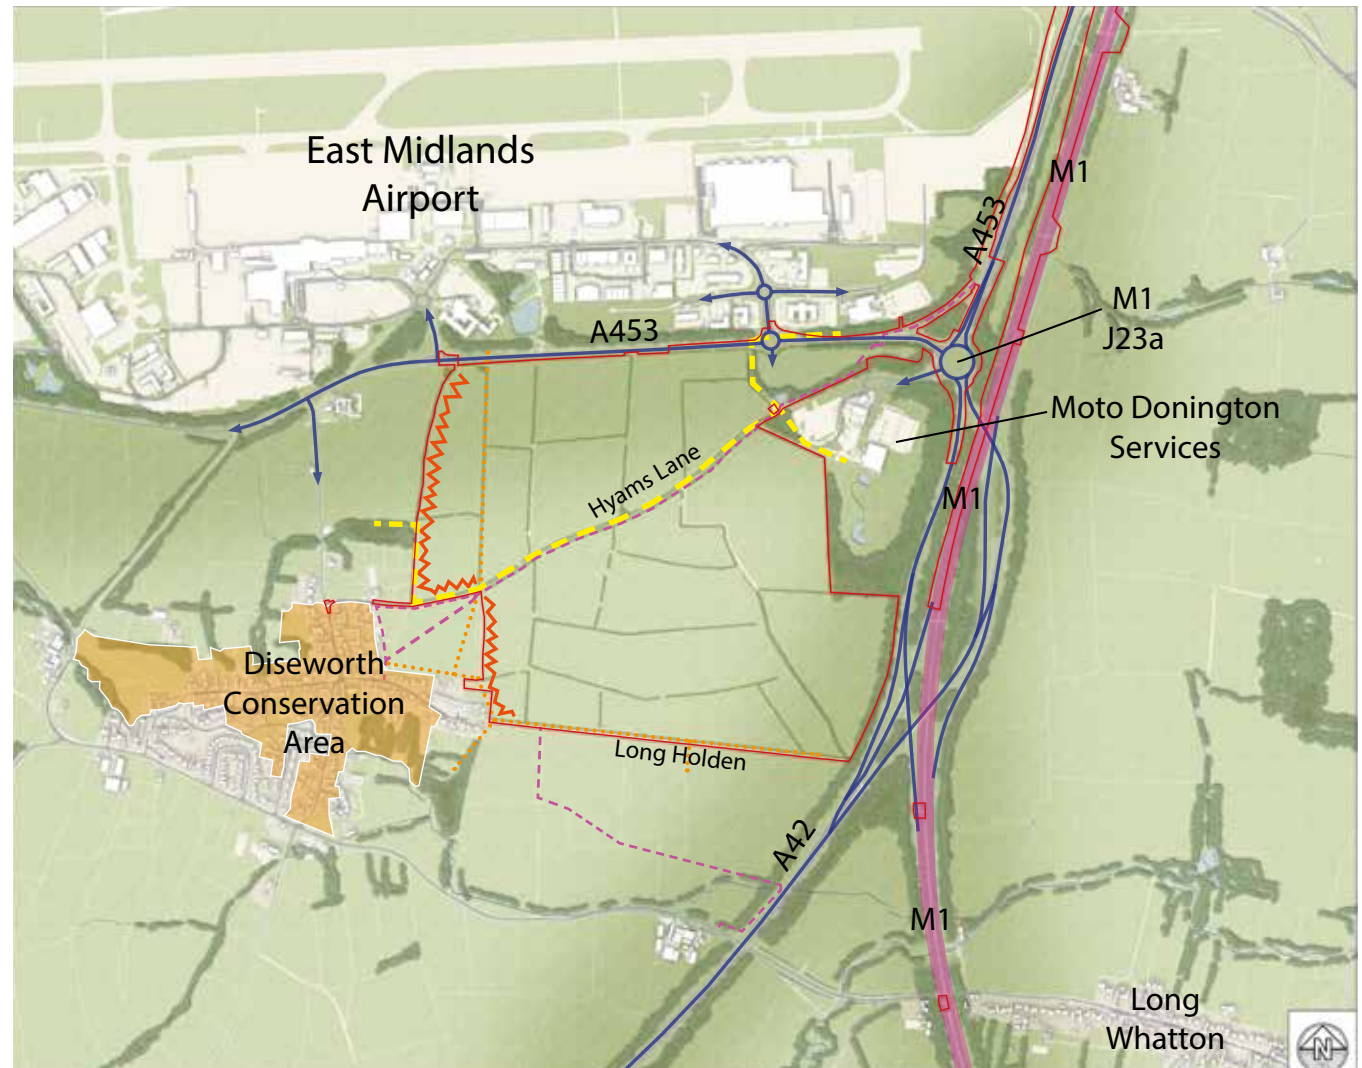 East Midlands
Airport
M1
A453
M1
J23a
A453
Moto Donington
Services
Hyams Lane
M1
Diseworth
Conservation
Area
Long Holden
A42
M1
Long
Whatton
N